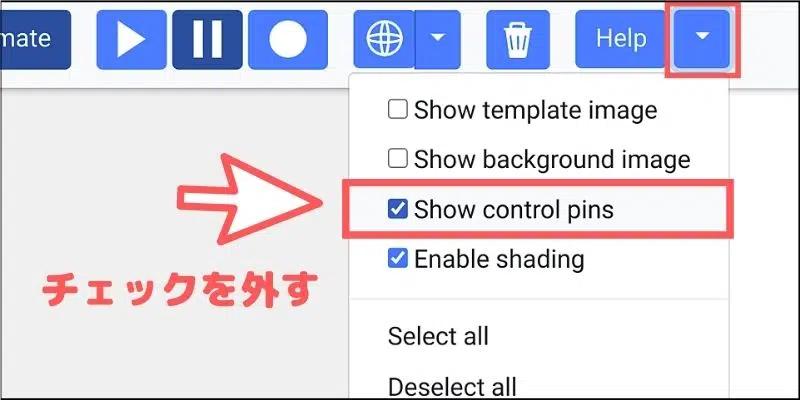 mate
Help
Show template image
Show background image
Show control pins
Enable shading
チェックを外す
Select all
Deselect all